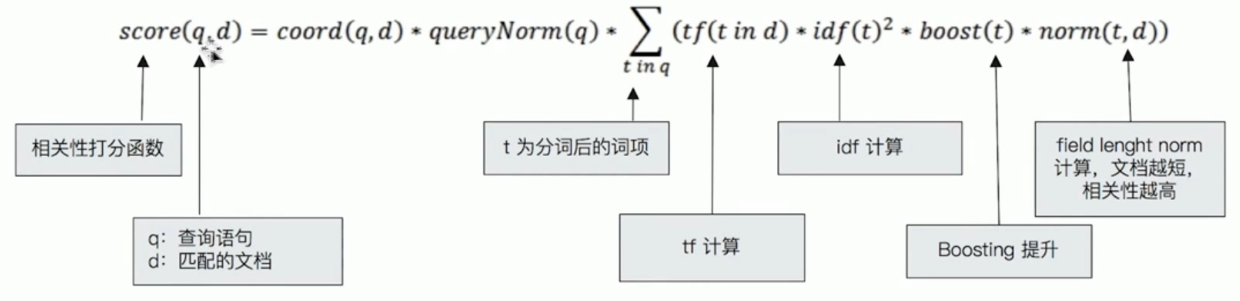 score(q,d) = coord(q,d) * queryNorm(q) * ∑ (tf(t in d) * idf(t)² * boost(t) * norm(t,d))
t in q
相关性打分函数
t 为分词后的词项
idf 计算
field lenght norm
计算，文档越短，
相关性越高
q：查询语句
d：匹配的文档
tf 计算
Boosting 提升